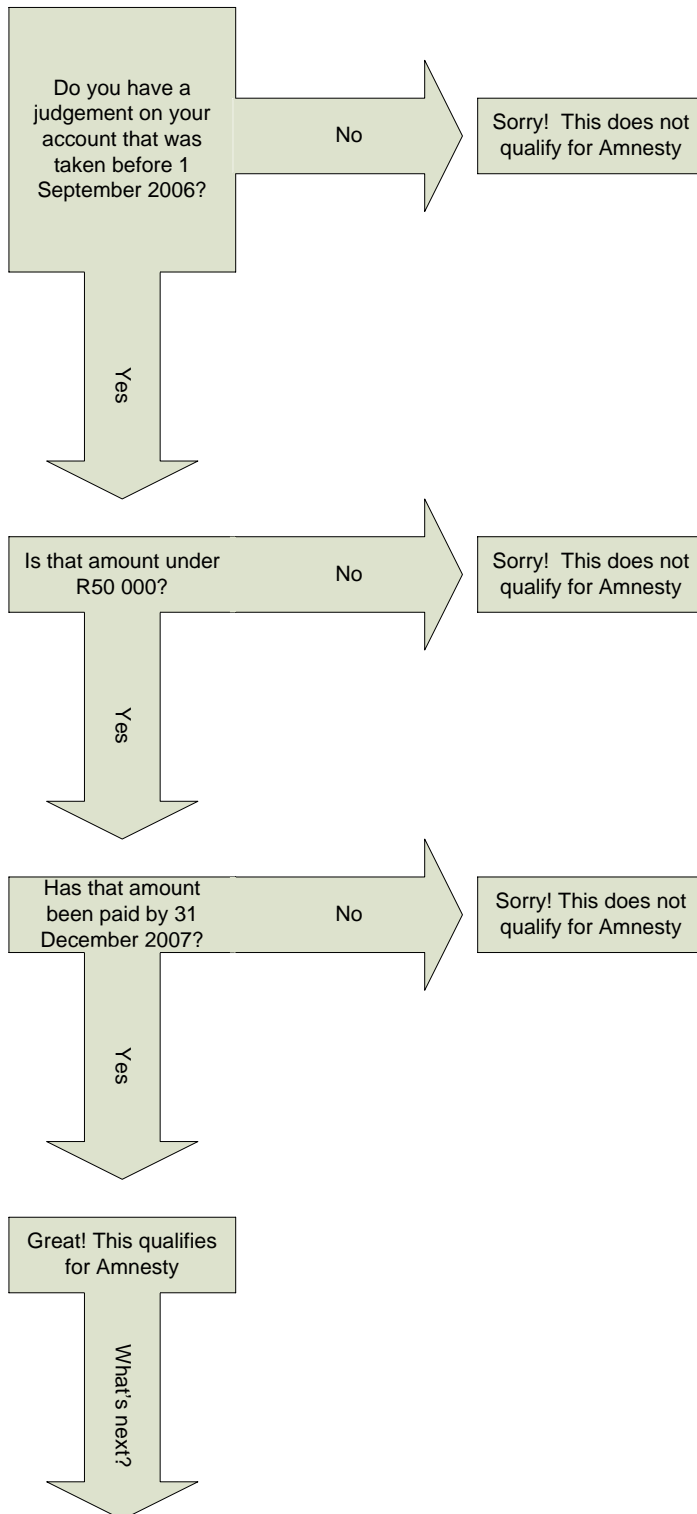 Do you have a
judgement on your
account that was
taken before 1
September 2006?
No
Sorry!  This does not
qualify for Amnesty
Yes
Is that amount under
R50 000?
No
Sorry!  This does not
qualify for Amnesty
Yes
Has that amount
been paid by 31
December 2007?
No
Sorry! This does not
qualify for Amnesty
Yes
Great! This qualifies
for Amnesty
What's next?